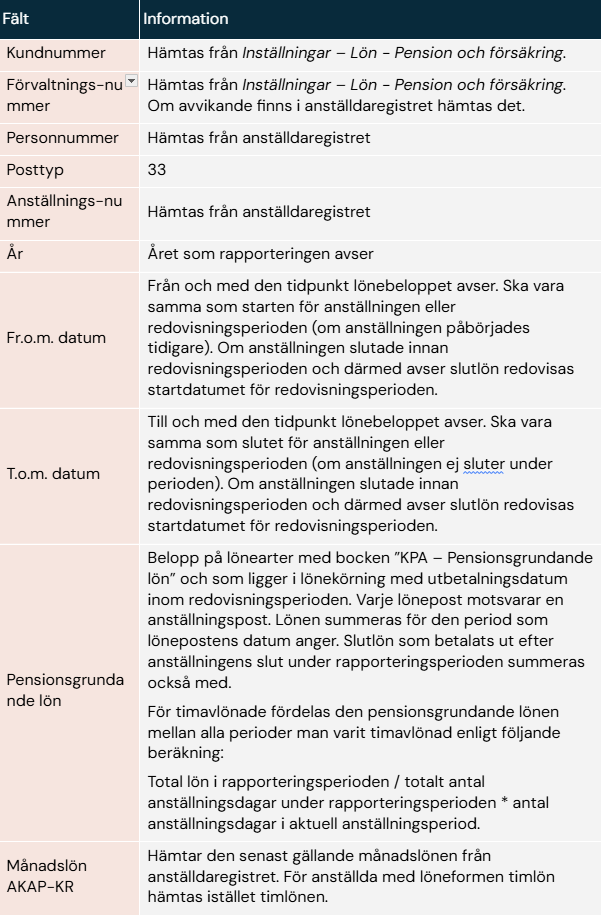 Fält
Information
Kundnummer
Hämtas från Inställningar – Lön - Pension och försäkring.
Förvaltnings-nu
mmer
Hämtas från Inställningar – Lön - Pension och försäkring.
Om avvikande finns i anställdaregistret hämtas det.
Personnummer
Hämtas från anställdaregistret
Posttyp
33
Anställnings-nu
mmer
Hämtas från anställdaregistret
År
Året som rapporteringen avser
Fr.o.m. datum
Från och med den tidpunkt lönebeloppet avser. Ska vara
samma som starten för anställningen eller
redovisningsperioden (om anställningen påbörjades
tidigare). Om anställningen slutade innan
redovisningsperioden och därmed avser slutlön redovisas
startdatumet för redovisningsperioden.
T.o.m. datum
Till och med den tidpunkt lönebeloppet avser. Ska vara
samma som slutet för anställningen eller
redovisningsperioden (om anställningen ej sluter under
perioden). Om anställningen slutade innan
redovisningsperioden och därmed avser slutlön redovisas
startdatumet för redovisningsperioden.
Pensionsgrunda
nde lön
Belopp på lönearter med bocken ”KPA – Pensionsgrundande
lön” och som ligger i lönekörning med utbetalningsdatum
inom redovisningsperioden. Varje lönepost motsvarar en
anställningspost. Lönen summeras för den period som
lönepostens datum anger. Slutlön som betalats ut efter
anställningens slut under rapporteringsperioden summeras
också med.
För timavlönade fördelas den pensionsgrundande lönen
mellan alla perioder man varit timavlönad enligt följande
beräkning:
Total lön i rapporteringsperioden / totalt antal
anställningsdagar under rapporteringsperioden * antal
anställningsdagar i aktuell anställningsperiod.
Månadslön
AKAP-KR
Hämtar den senast gällande månadslönen från
anställdaregistret. För anställda med löneformen timlön
hämtas istället timlönen.